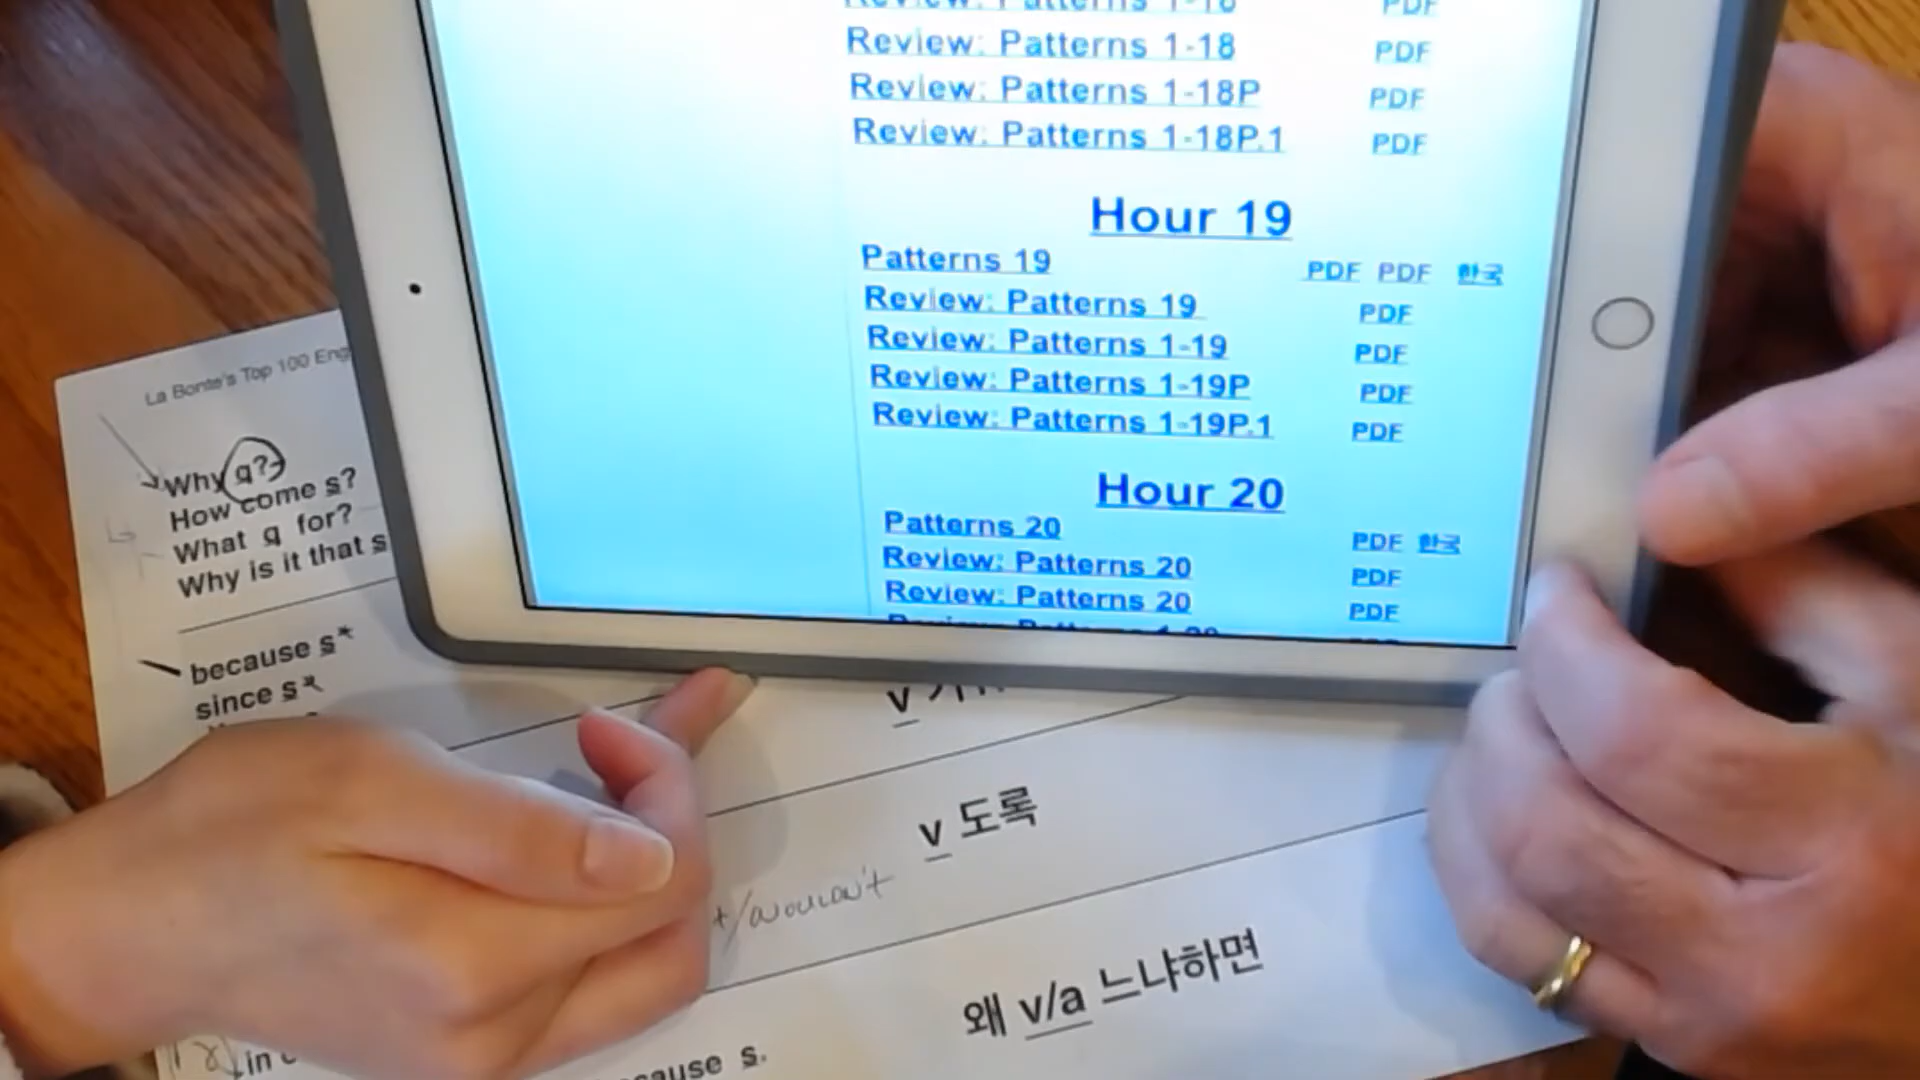 Review: Patterns 1-18 PDF
Review: Patterns 1-18P PDF
Review: Patterns 1-18P.1 PDF
Hour 19
Patterns 19 PDF PDF 한국
Review: Patterns 19 PDF
Review: Patterns 1-19 PDF
Review: Patterns 1-19P PDF
Review: Patterns 1-19P.1 PDF
Hour 20
Patterns 20 PDF 한국
Review: Patterns 20 PDF
Review: Patterns 20 PDF
La Bonte's Top 100
Why q?
How come s?
What q for?
Why is it that s
because s*
since s*
v
v 도록
왜 v/a 느냐하면
in
s.